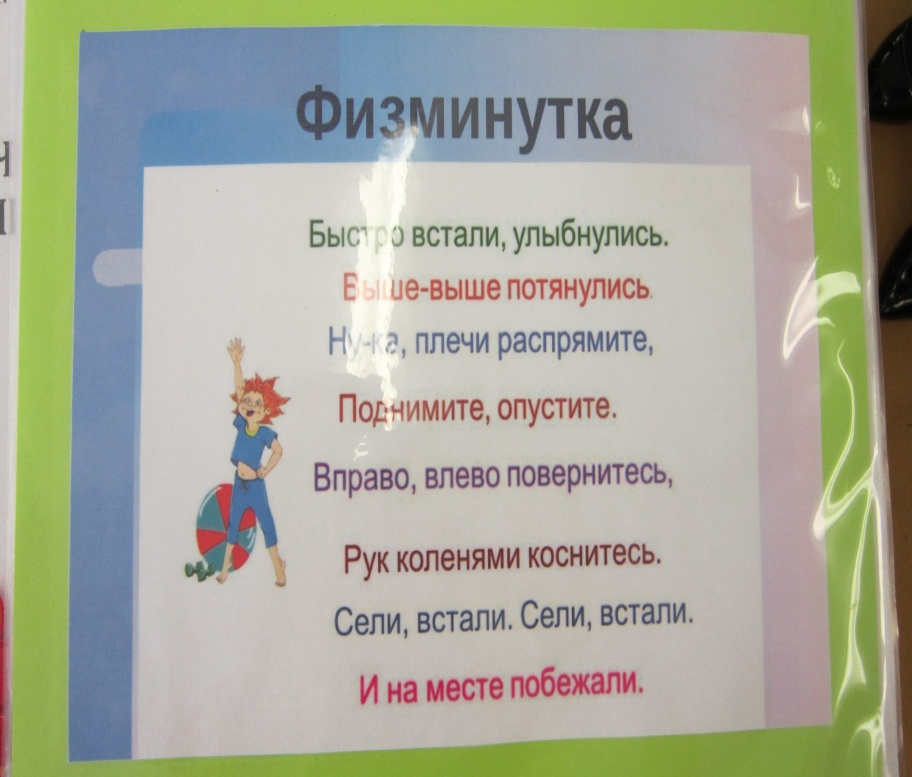 Физминутка
Быстро встали, улыбнулись.
Выше-выше потянулись.
Ну-ка, плечи распрямите,
Поднимите, опустите.
Вправо, влево повернитесь,
Рук коленями коснитесь.
Сели, встали. Сели, встали.
И на месте побежали.